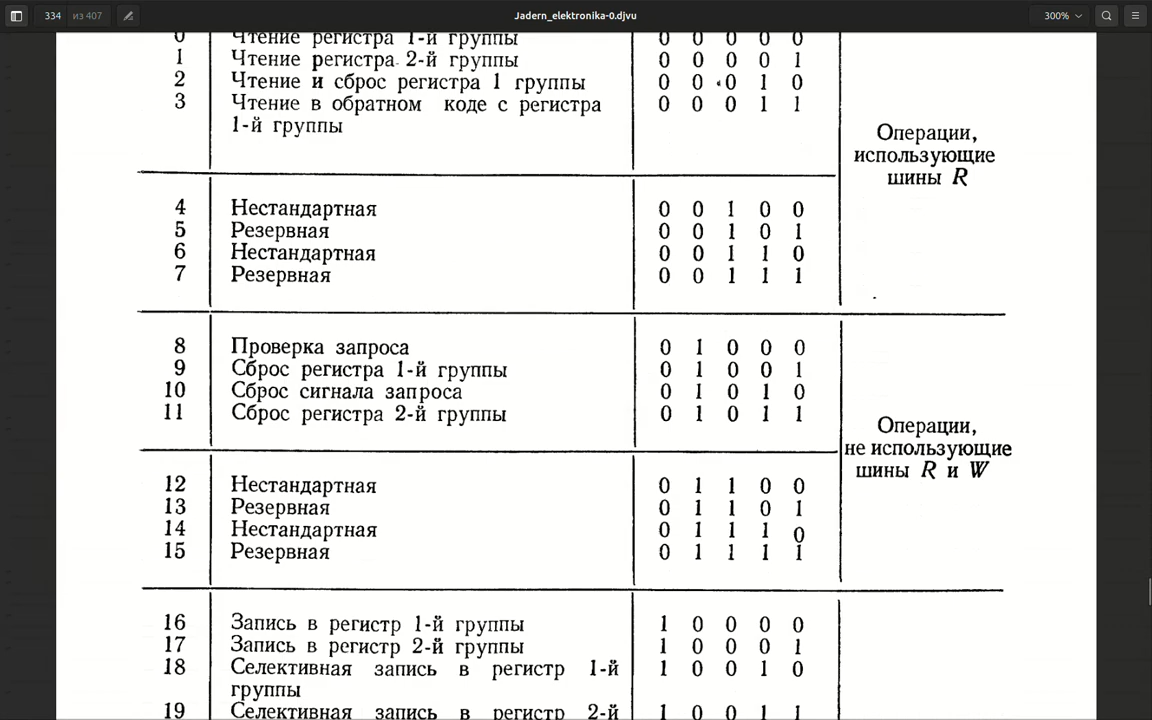 334 из 407 Jadern_elektronika-0.djvu 300%
0 Чтение регистра 1-й группы 0 0 0 0 0
1 Чтение регистра 2-й группы 0 0 0 0 1
2 Чтение и сброс регистра 1 группы 0 0 0 1 0
3 Чтение в обратном коде с регистра 0 0 0 1 1
1-й группы
Операции,
использующие
шины R
4 Нестандартная 0 0 1 0 0
5 Резервная 0 0 1 0 1
6 Нестандартная 0 0 1 1 0
7 Резервная 0 0 1 1 1
8 Проверка запроса 0 1 0 0 0
9 Сброс регистра 1-й группы 0 1 0 0 1
10 Сброс сигнала запроса 0 1 0 1 0
11 Сброс регистра 2-й группы 0 1 0 1 1
Операции,
не использующие
шины R и W
12 Нестандартная 0 1 1 0 0
13 Резервная 0 1 1 0 1
14 Нестандартная 0 1 1 1 0
15 Резервная 0 1 1 1 1
16 Запись в регистр 1-й группы 1 0 0 0 0
17 Запись в регистр 2-й группы 1 0 0 0 1
18 Селективная запись в регистр 1-й 1 0 0 1 0
группы
19 Селективная запись в регистр 2-й 1 0 0 1 1